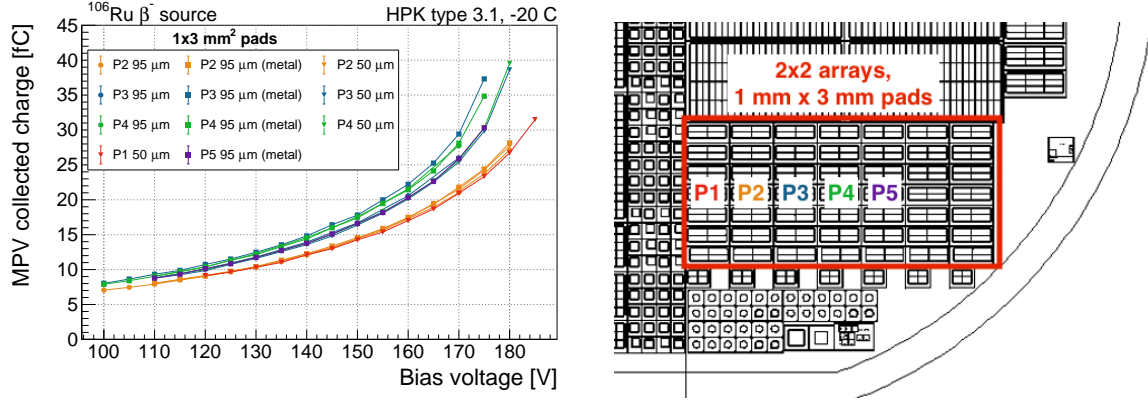 ¹⁰⁶Ru β⁻ source
HPK type 3.1, -20 C
MPV collected charge [fC]
45
40
35
30
25
20
15
10
5
0
1x3 mm² pads
P2 95 μm
P2 95 μm (metal)
P2 50 μm
P3 95 μm
P3 95 μm (metal)
P3 50 μm
P4 95 μm
P4 95 μm (metal)
P4 50 μm
P1 50 μm
P5 95 μm (metal)
100 110 120 130 140 150 160 170 180
Bias voltage [V]
2x2 arrays,
1 mm x 3 mm pads
P1 P2 P3 P4 P5